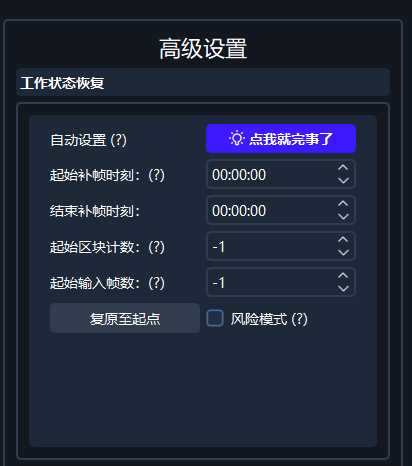 高级设置
工作状态恢复
自动设置 (?) 点我就完事了
起始补帧时刻：(?) 00:00:00
结束补帧时刻： 00:00:00
起始区块计数：(?) -1
起始输入帧数：(?) -1
复原至起点 风险模式 (?)